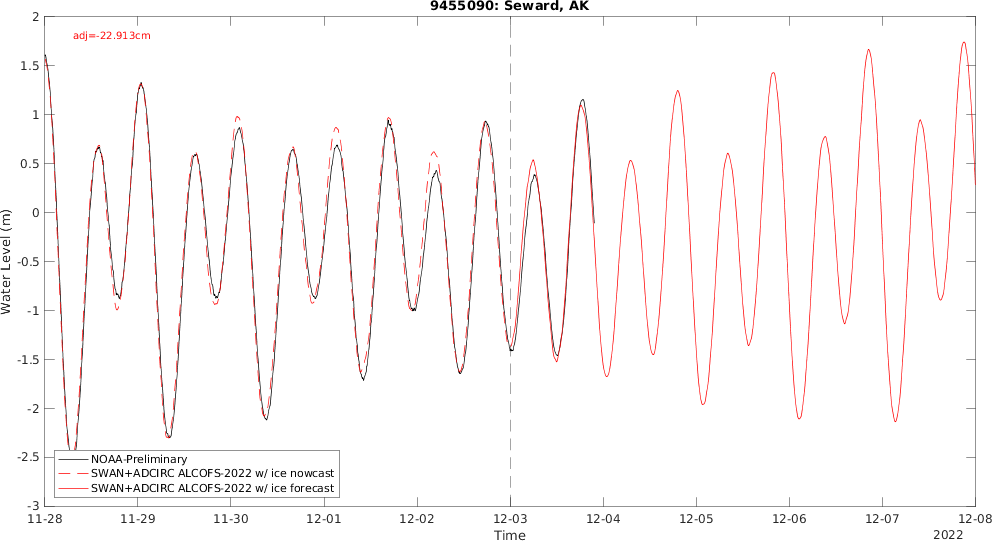 9455090: Seward, AK
adj=-22.913cm
2
1.5
1
0.5
0
-0.5
-1
-1.5
-2
-2.5
-3
Water Level (m)
NOAA-Preliminary
SWAN+ADCIRC ALCOFS-2022 w/ ice nowcast
SWAN+ADCIRC ALCOFS-2022 w/ ice forecast
11-28 11-29 11-30 12-01 12-02 12-03 12-04 12-05 12-06 12-07 12-08
Time
2022